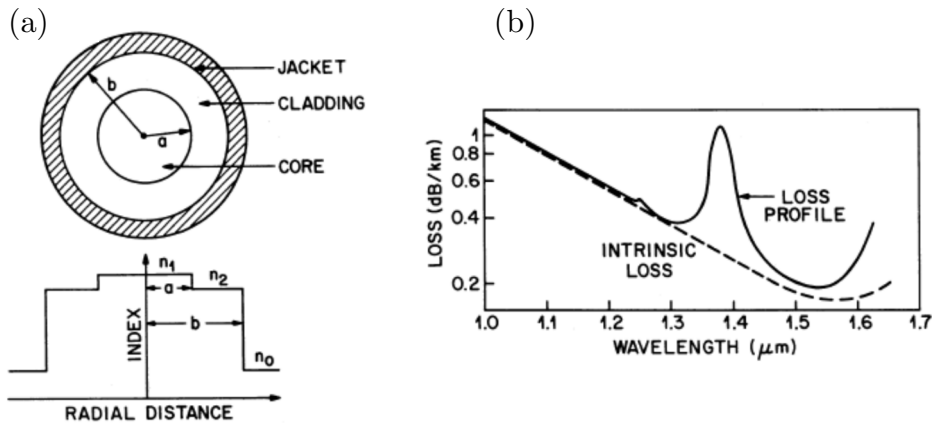 (a)
JACKET
CLADDING
CORE
b
a
n₁
n₂
a
b
n₀
INDEX
RADIAL DISTANCE
(b)
LOSS (dB/km)
1
0.8
0.6
0.4
0.2
LOSS
PROFILE
INTRINSIC
LOSS
1.0 1.1 1.2 1.3 1.4 1.5 1.6 1.7
WAVELENGTH (μm)